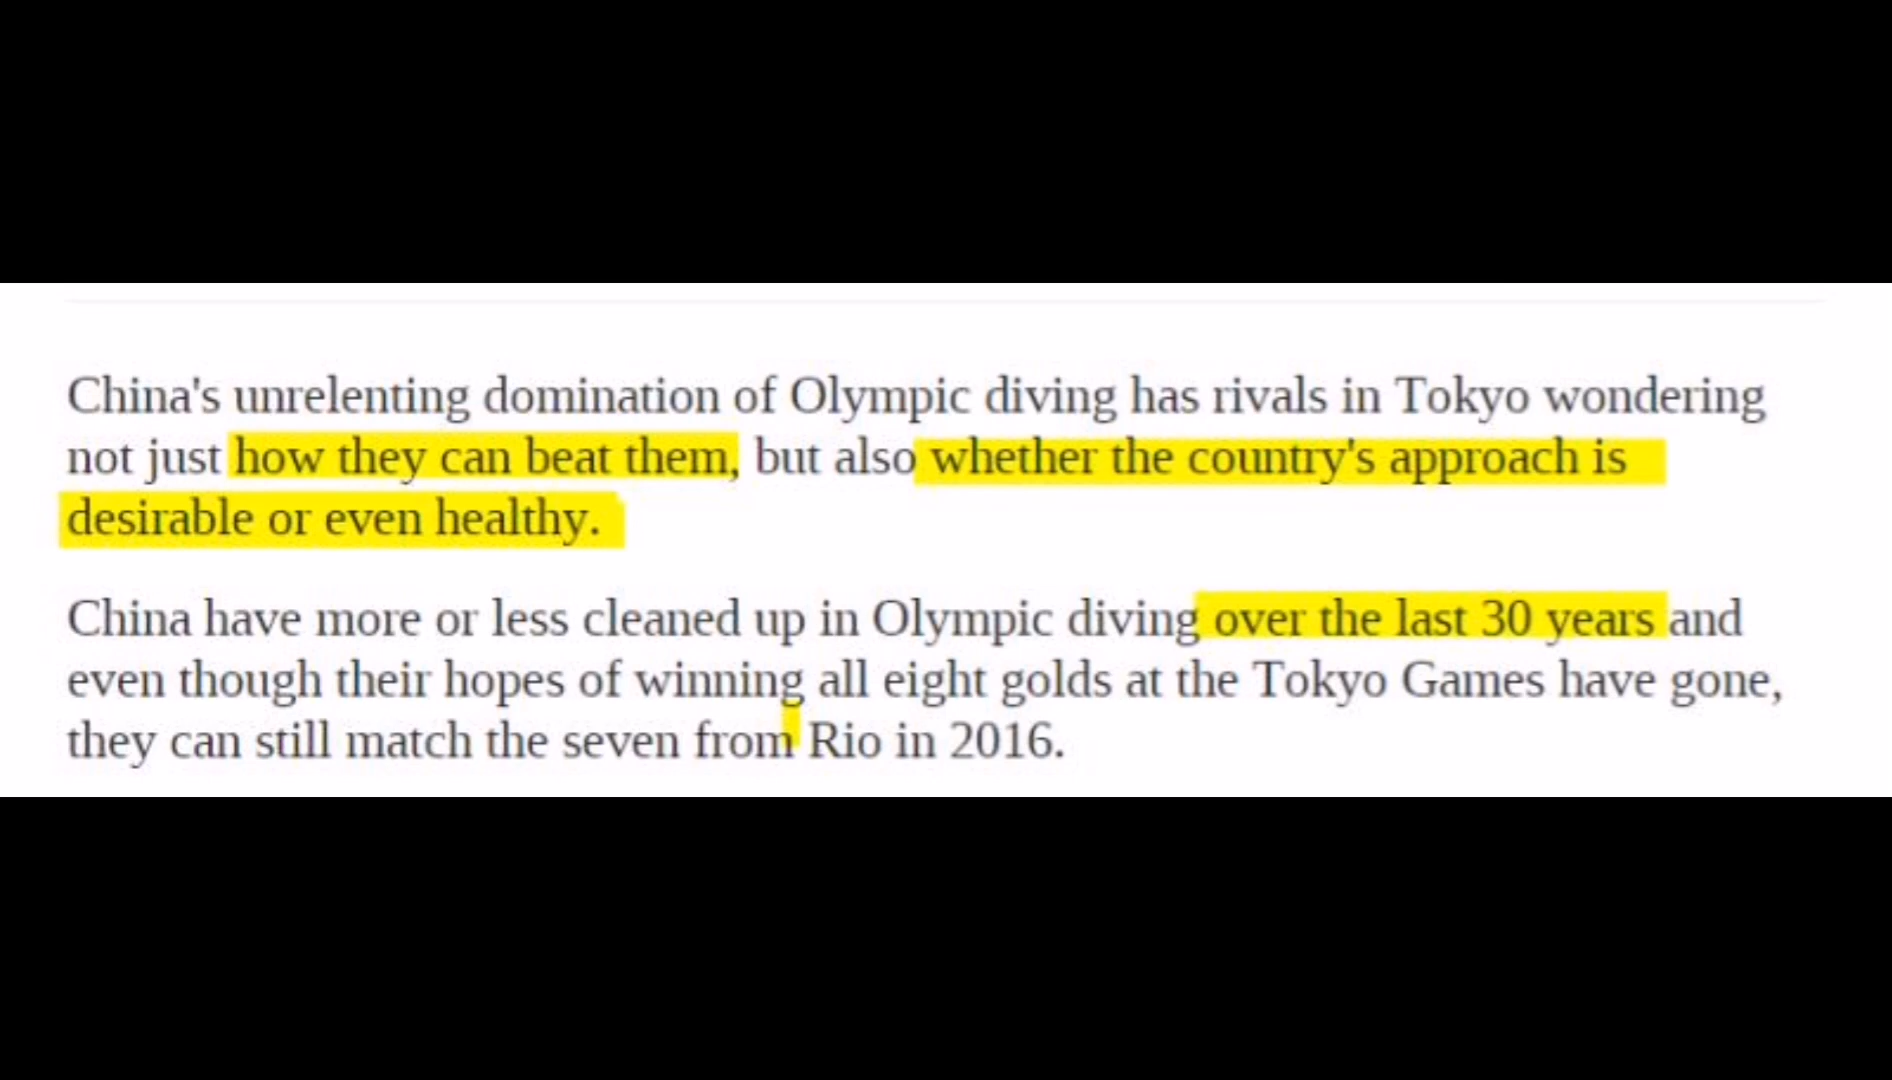 China's unrelenting domination of Olympic diving has rivals in Tokyo wondering
not just how they can beat them, but also whether the country's approach is
desirable or even healthy.
China have more or less cleaned up in Olympic diving over the last 30 years and
even though their hopes of winning all eight golds at the Tokyo Games have gone,
they can still match the seven from Rio in 2016.